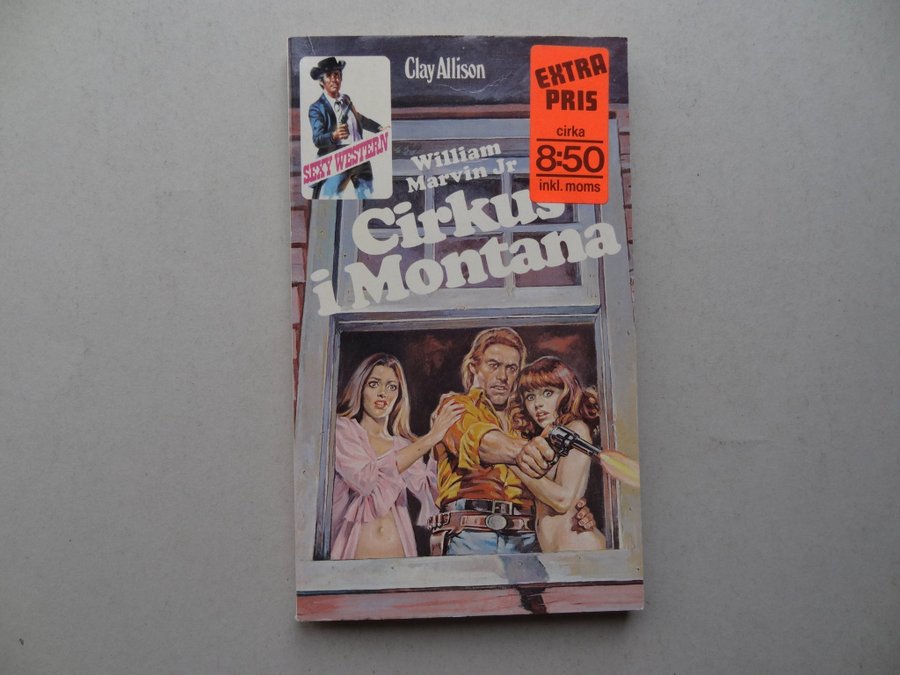 Clay Allison
SEXY WESTERN
EXTRA
PRIS
cirka
8:50
inkl. moms
William
Marvin Jr
Cirkus
i Montana